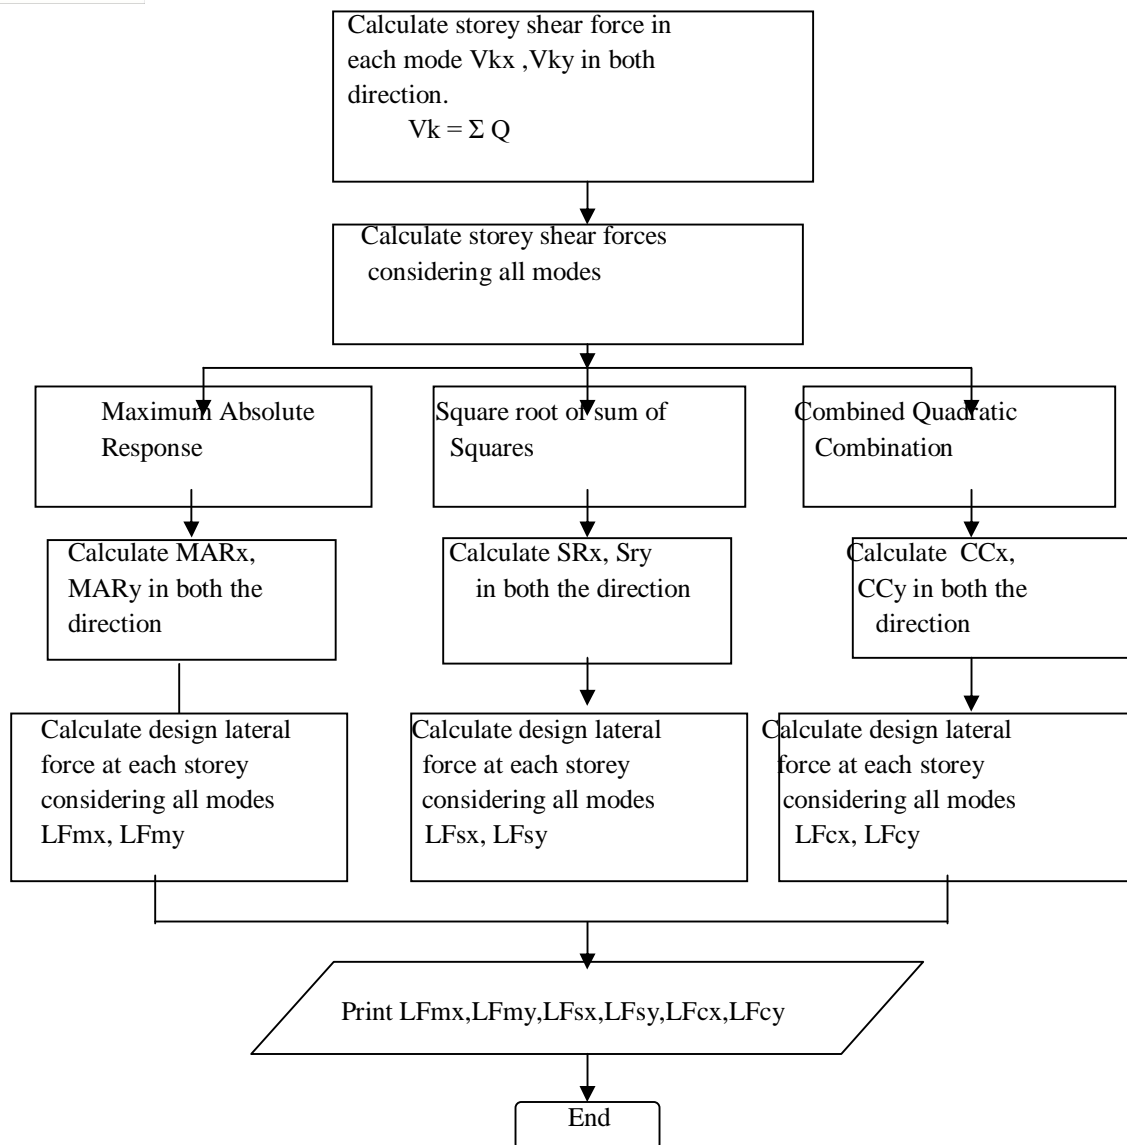 Calculate storey shear force in
each mode Vkx ,Vky in both
direction.
Vk = Σ Q
Calculate storey shear forces
considering all modes
Maximum Absolute
Response
Square root of sum of
Squares
Combined Quadratic
Combination
Calculate MARx,
MARy in both the
direction
Calculate SRx, Sry
in both the direction
Calculate CCx,
CCy in both the
direction
Calculate design lateral
force at each storey
considering all modes
LFmx, LFmy
Calculate design lateral
force at each storey
considering all modes
LFsx, LFsy
Calculate design lateral
force at each storey
considering all modes
LFcx, LFcy
Print LFmx,LFmy,LFsx,LFsy,LFcx,LFcy
End